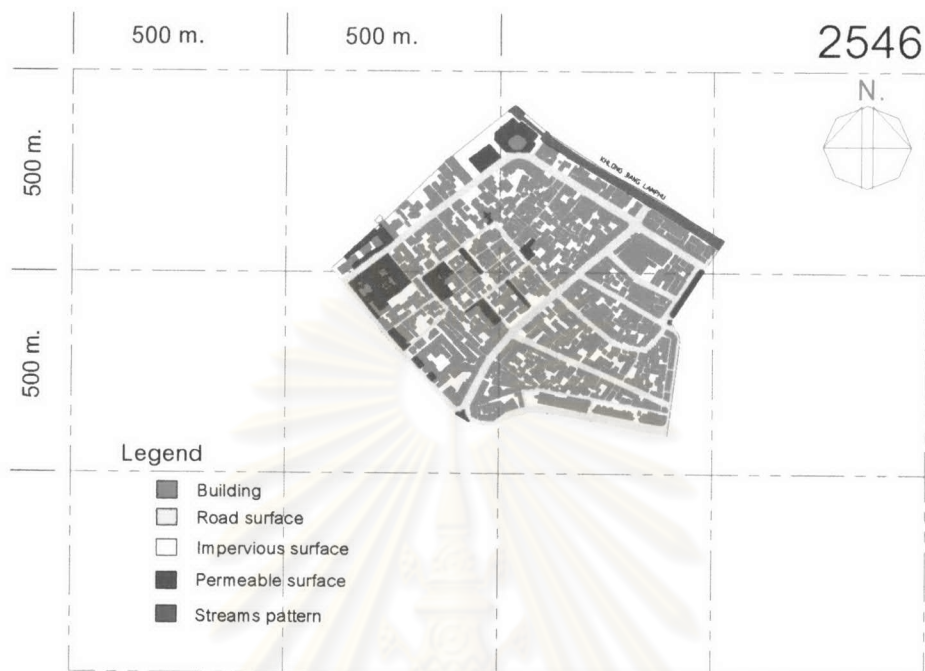 500 m.
500 m.
2546
N.
500 m.
KHLONG BANG LAMPHU
500 m.
Legend
Building
Road surface
Impervious surface
Permeable surface
Streams pattern